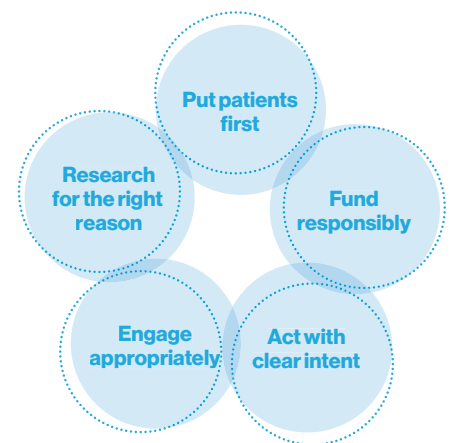 Put patients
first
Fund
responsibly
Act with
clear intent
Engage
appropriately
Research
for the right
reason